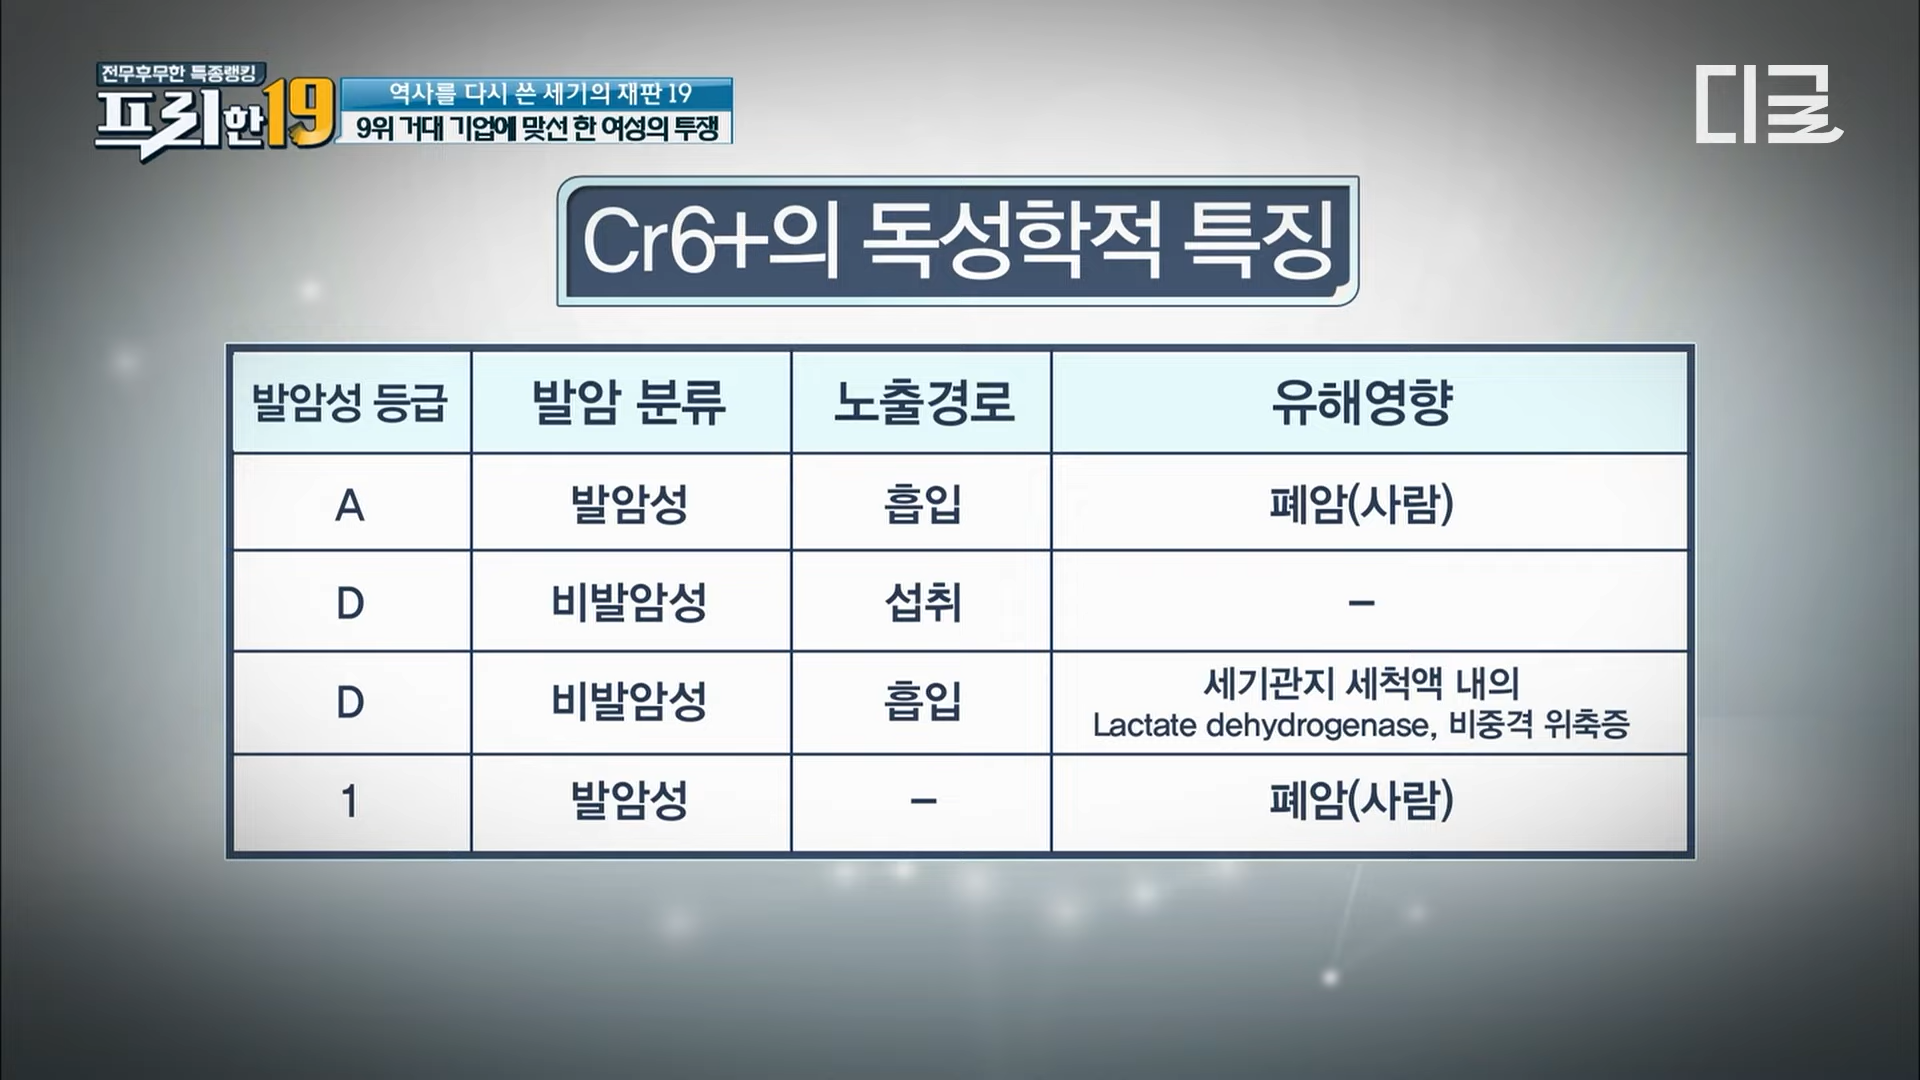 전무후무한 특종랭킹
프리한19
역사를 다시 쓴 세기의 재판 19
9위 거대 기업에 맞선 한 여성의 투쟁
디글
Cr6+의 독성학적 특징
발암성 등급 발암 분류 노출경로 유해영향
A 발암성 흡입 폐암(사람)
D 비발암성 섭취 –
D 비발암성 흡입 세기관지 세척액 내의
Lactate dehydrogenase, 비중격 위축증
1 발암성 – 폐암(사람)